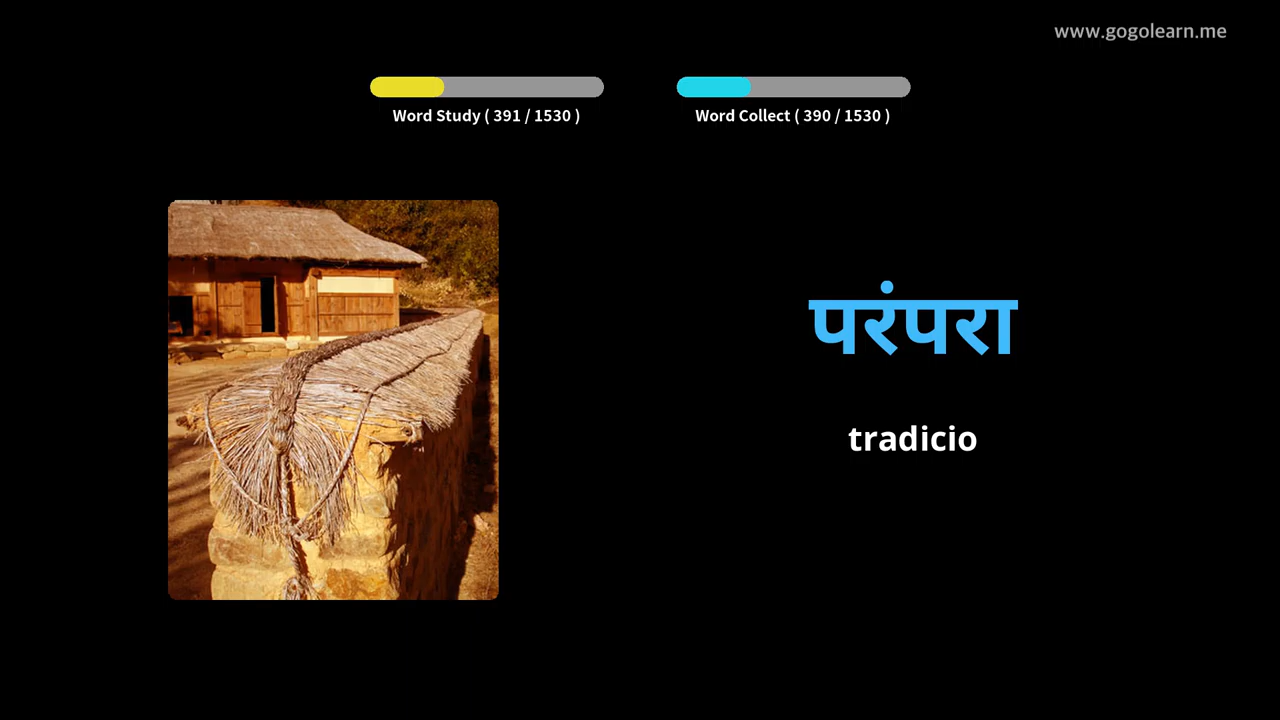 www.gogolearn.me
Word Study ( 391 / 1530 )
Word Collect ( 390 / 1530 )
परंपरा
tradicio